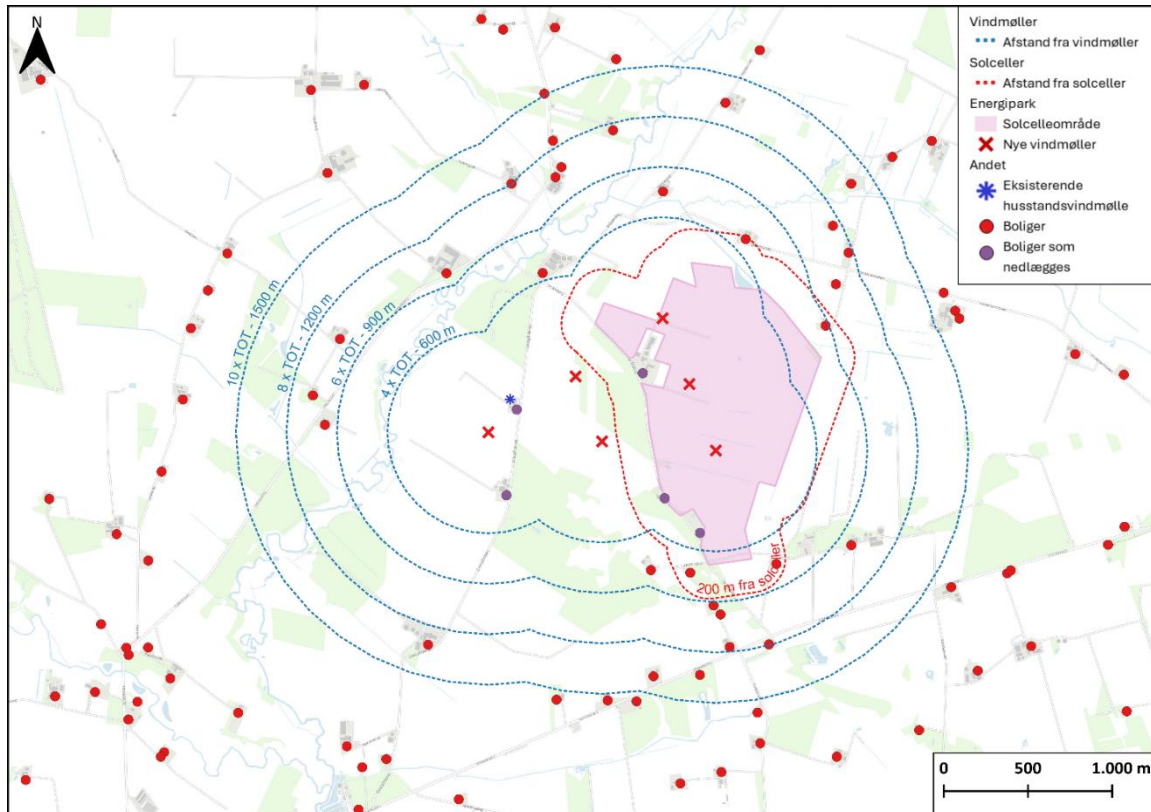 N
Vindmøller
Afstand fra vindmøller
Solceller
Afstand fra solceller
Energipark
Solcelleområde
Nye vindmøller
Andet
Eksisterende
husstandsvindmølle
Boliger
Boliger som
nedlægges
10 x TOT - 1500 m
8 x TOT - 1200 m
6 x TOT - 900 m
4 x TOT - 600 m
200 m fra solceller
0 500 1.000 m